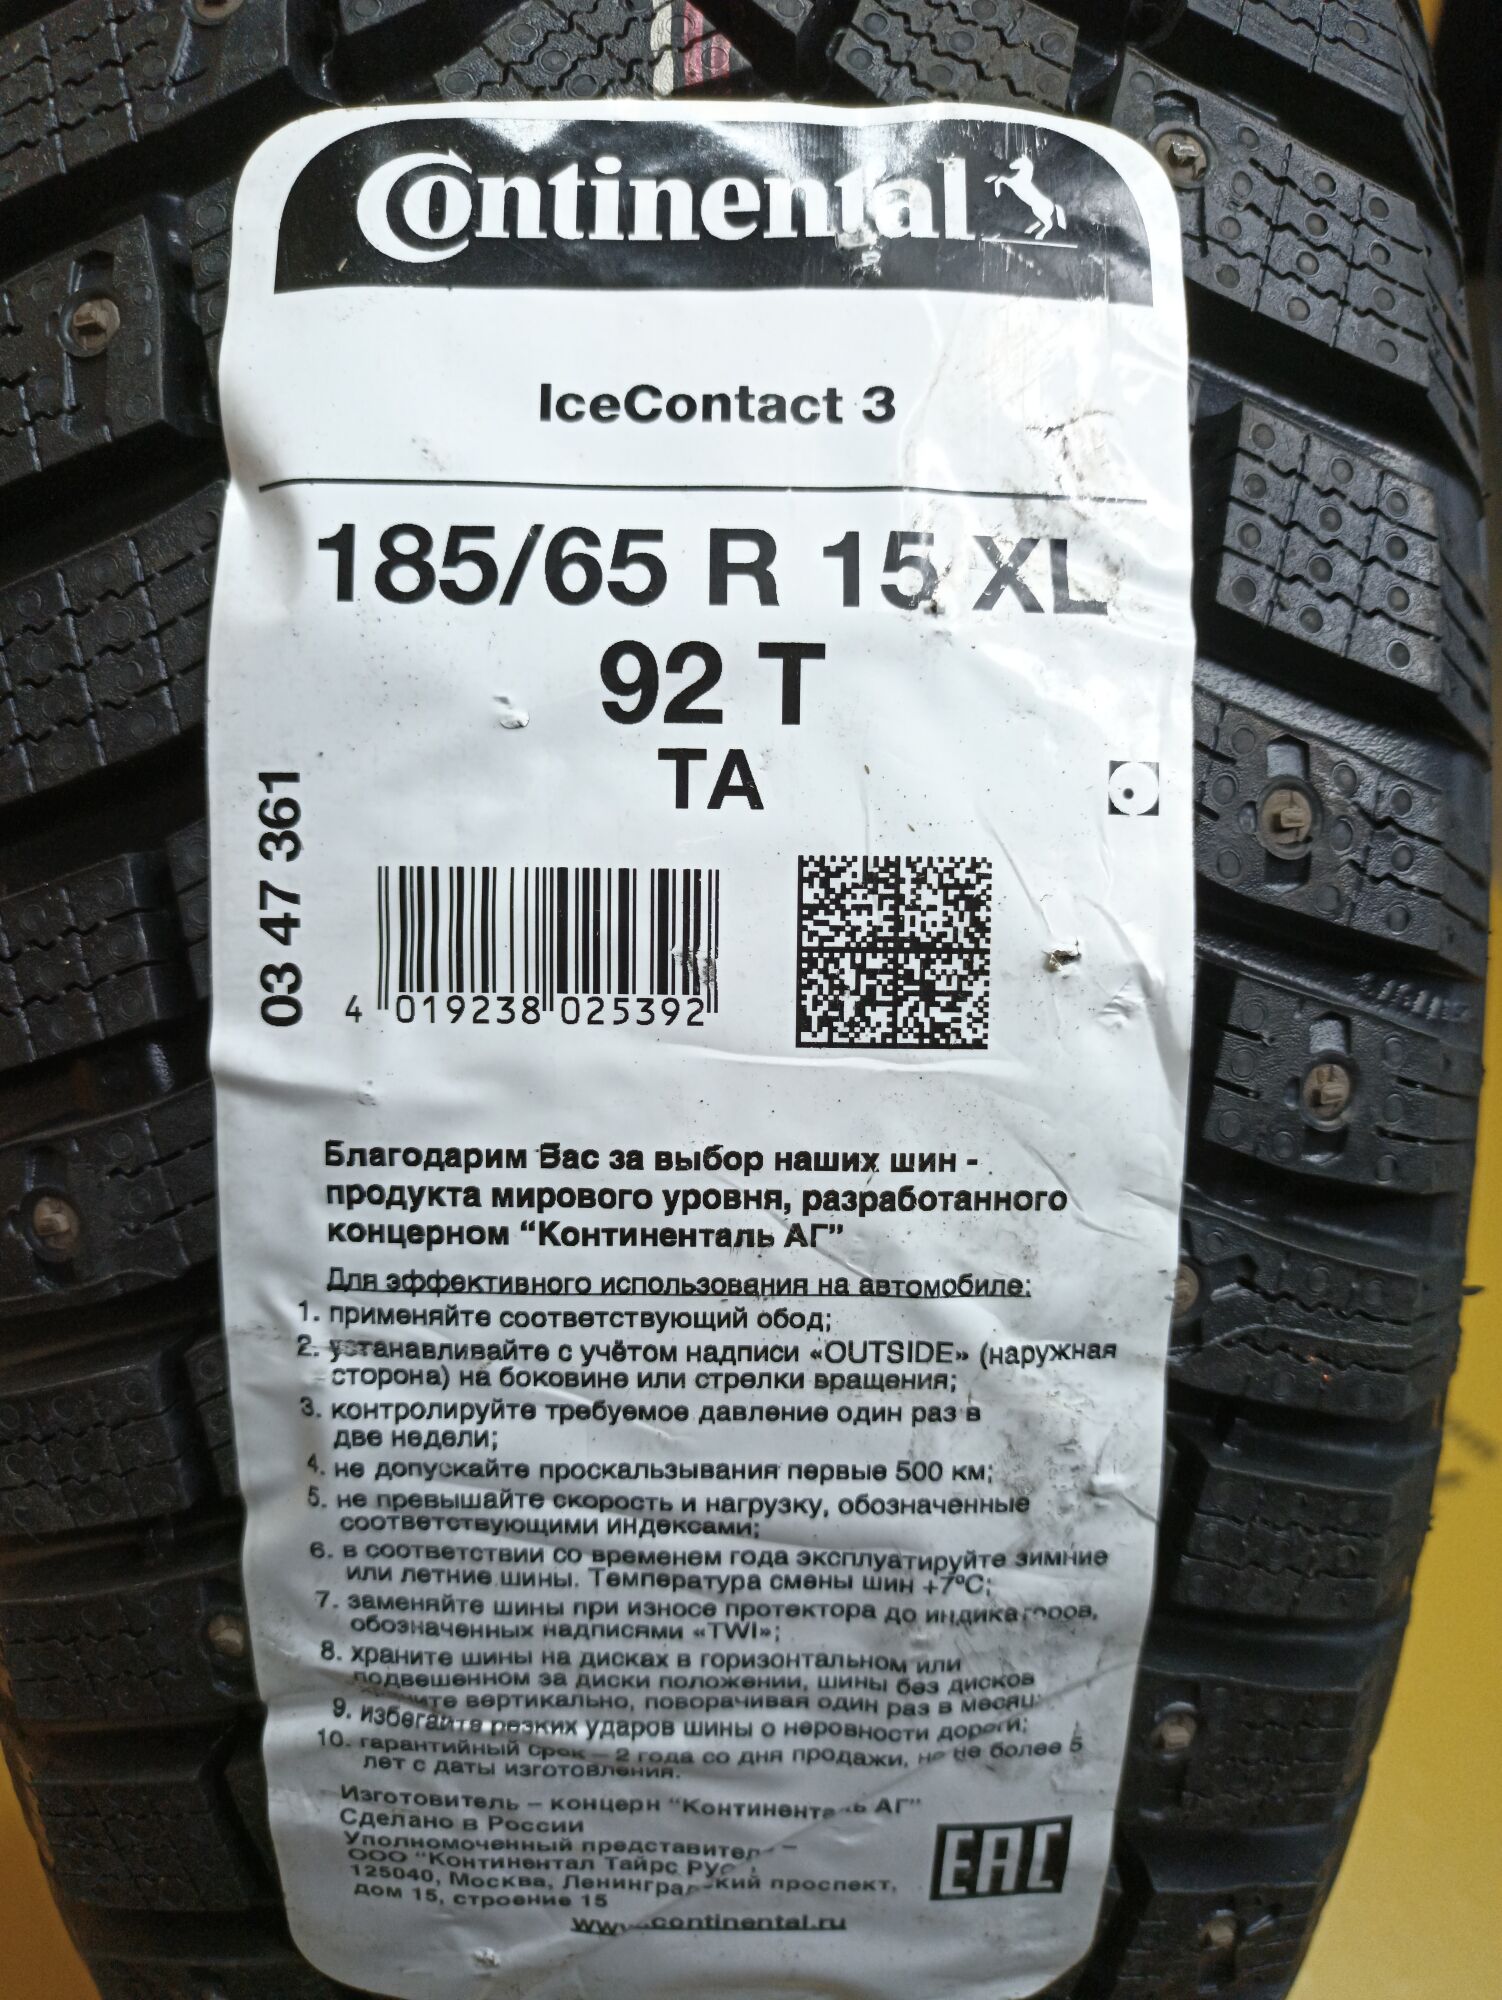 Continental
IceContact 3
185/65 R 15 XL
92 T
TA
03 47 361
4 019238 025392
Благодарим Вас за выбор наших шин -
продукта мирового уровня, разработанного
концерном “Континенталь АГ”
Для эффективного использования на автомобиле:
1. применяйте соответствующий обод;
2. устанавливайте с учётом надписи «OUTSIDE» (наружная
сторона) на боковине или стрелки вращения;
3. контролируйте требуемое давление один раз в
две недели;
4. не допускайте проскальзывания первые 500 км;
5. не превышайте скорость и нагрузку, обозначенные
соответствующими индексами;
6. в соответствии со временем года эксплуатируйте зимние
или летние шины. Температура смены шин +7°С;
7. заменяйте шины при износе протектора до индикаторов,
обозначенных надписями «TWI»;
8. храните шины на дисках в горизонтальном или
подвешенном за диски положении, шины без дисков
вертикально, поворачивая один раз в месяц;
9. избегайте резких ударов шины о неровности дороги;
10. гарантийный срок – 2 года со дня продажи, но не более 5
лет с даты изготовления.
Изготовитель – концерн “Континенталь АГ”
Сделано в России
Уполномоченный представитель –
ООО “Континентал Тайрс РУС”,
125040, Москва, Ленинградский проспект,
дом 15, строение 15
www.continental.ru
EAC